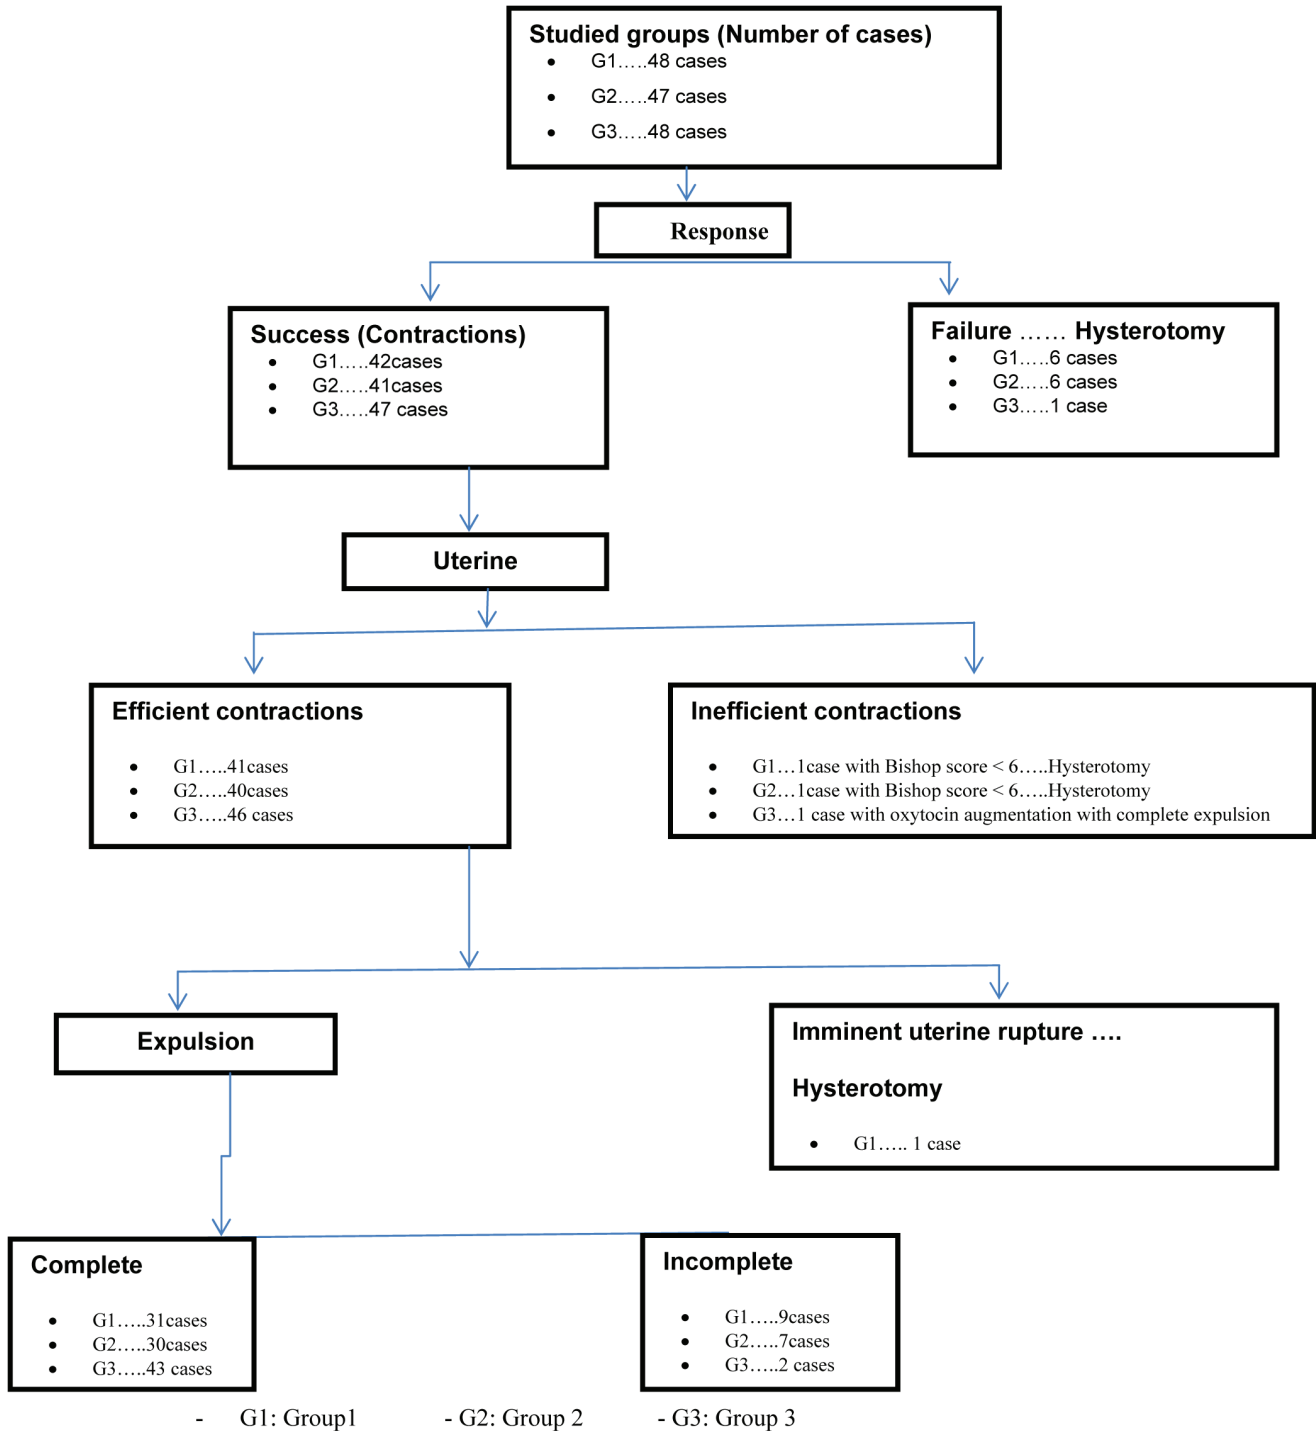 Studied groups (Number of cases)
• G1…..48 cases
• G2…..47 cases
• G3…..48 cases
Response
Success (Contractions)
• G1…..42cases
• G2…..41cases
• G3…..47 cases
Failure …… Hysterotomy
• G1…..6 cases
• G2…..6 cases
• G3…..1 case
Uterine
Efficient contractions
• G1…..41cases
• G2…..40cases
• G3…..46 cases
Inefficient contractions
• G1…1case with Bishop score < 6…..Hysterotomy
• G2…1case with Bishop score < 6…..Hysterotomy
• G3…1 case with oxytocin augmentation with complete expulsion
Expulsion
Imminent uterine rupture ….
Hysterotomy
• G1….. 1 case
Complete
• G1…..31cases
• G2…..30cases
• G3…..43 cases
Incomplete
• G1…..9cases
• G2…..7cases
• G3…..2 cases
- G1: Group1 - G2: Group 2 - G3: Group 3